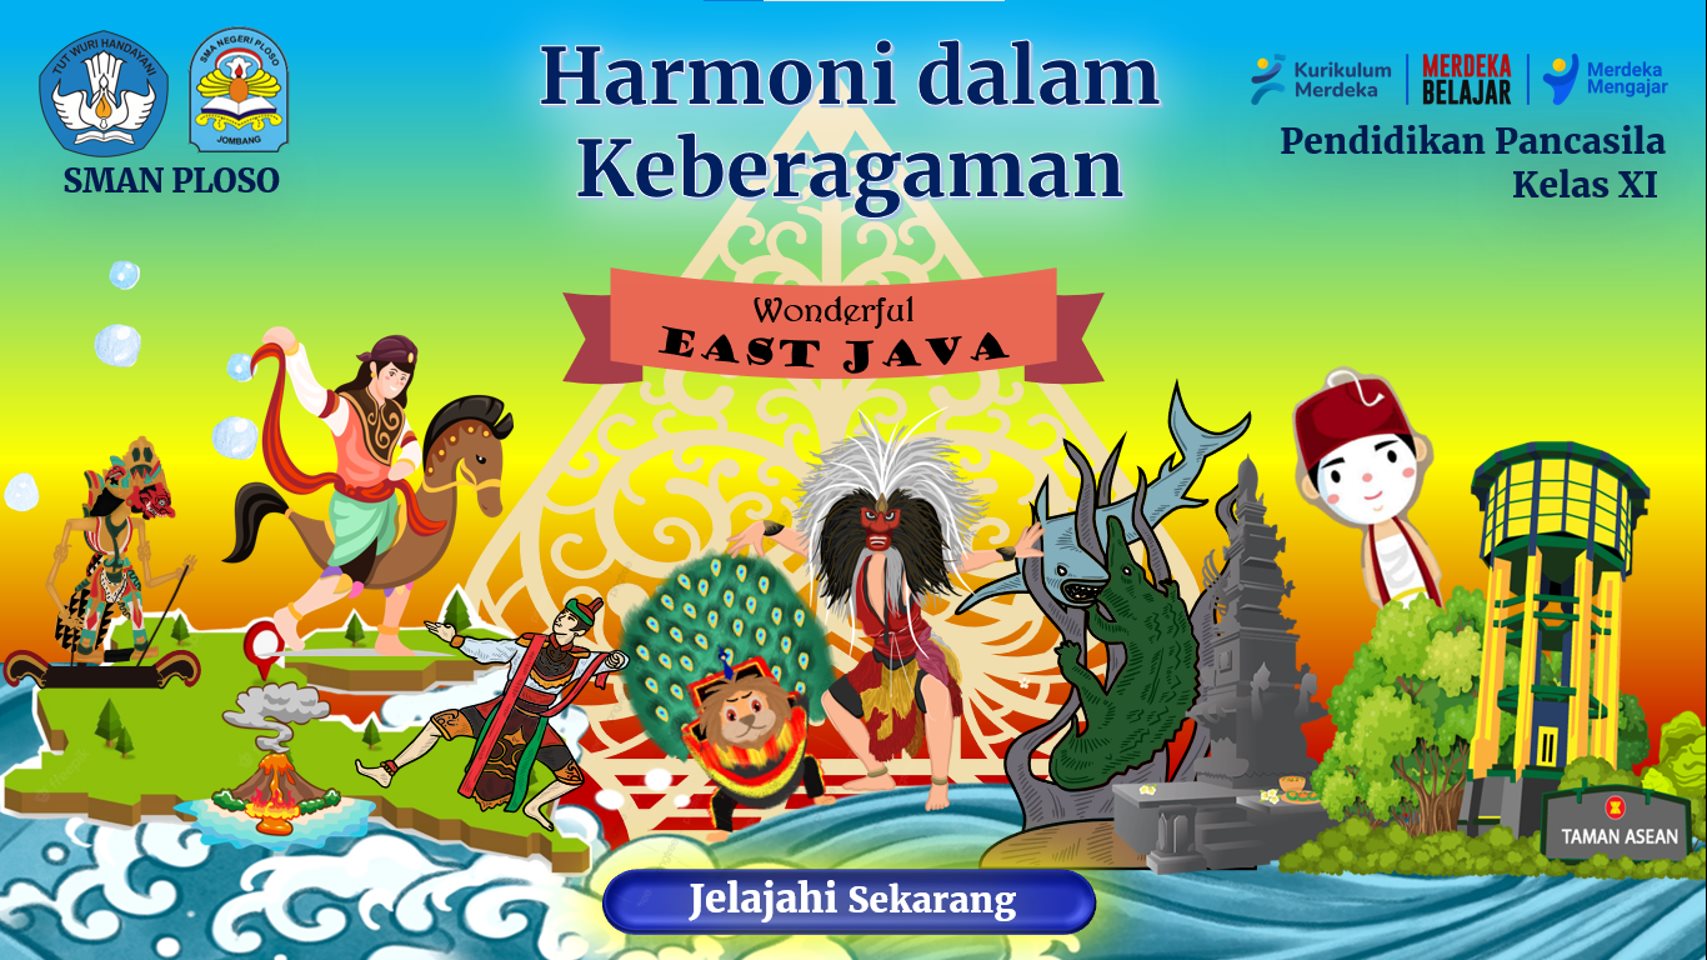 TUT WURI HANDAYANI
SMA NEGERI PLOSO
JOMBANG
SMAN PLOSO
Harmoni dalam
Keberagaman
Kurikulum
Merdeka
MERDEKA
BELAJAR
Merdeka
Mengajar
Pendidikan Pancasila
Kelas XI
Wonderful
EAST JAVA
TAMAN ASEAN
Jelajahi Sekarang